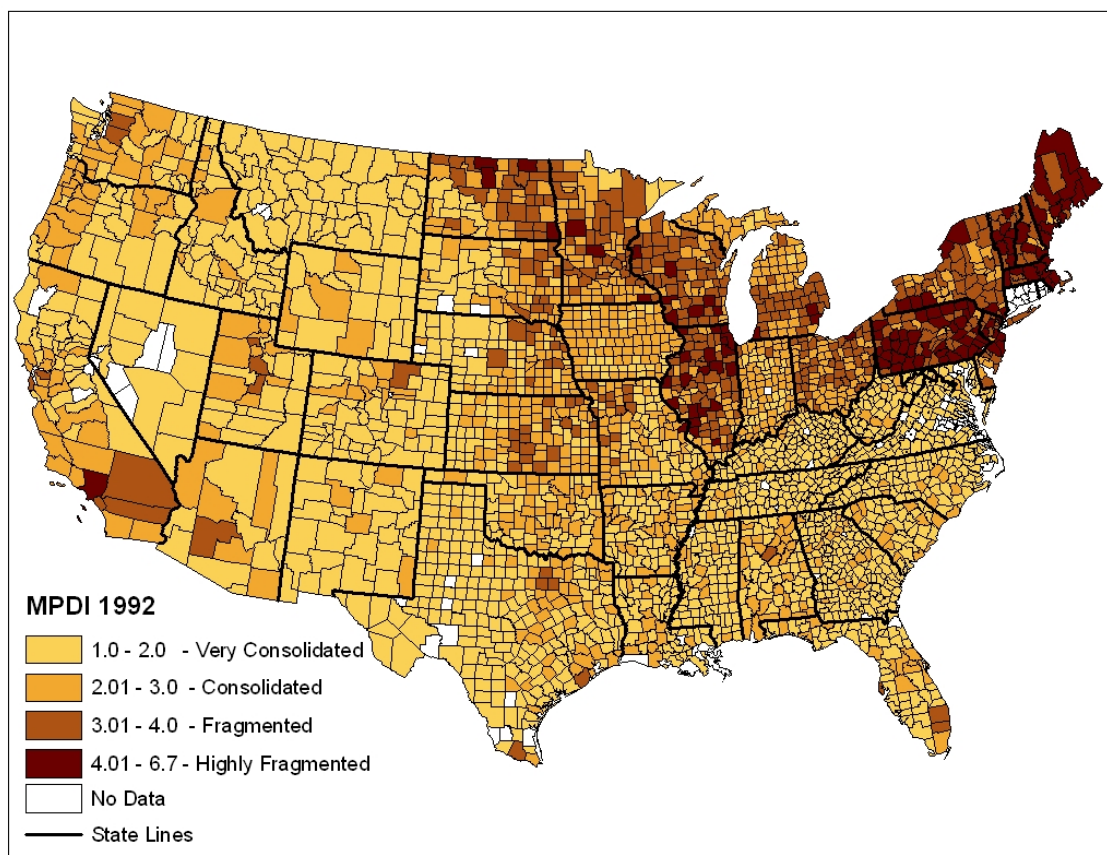 MPDI 1992
1.0 - 2.0 - Very Consolidated
2.01 - 3.0 - Consolidated
3.01 - 4.0 - Fragmented
4.01 - 6.7 - Highly Fragmented
No Data
State Lines